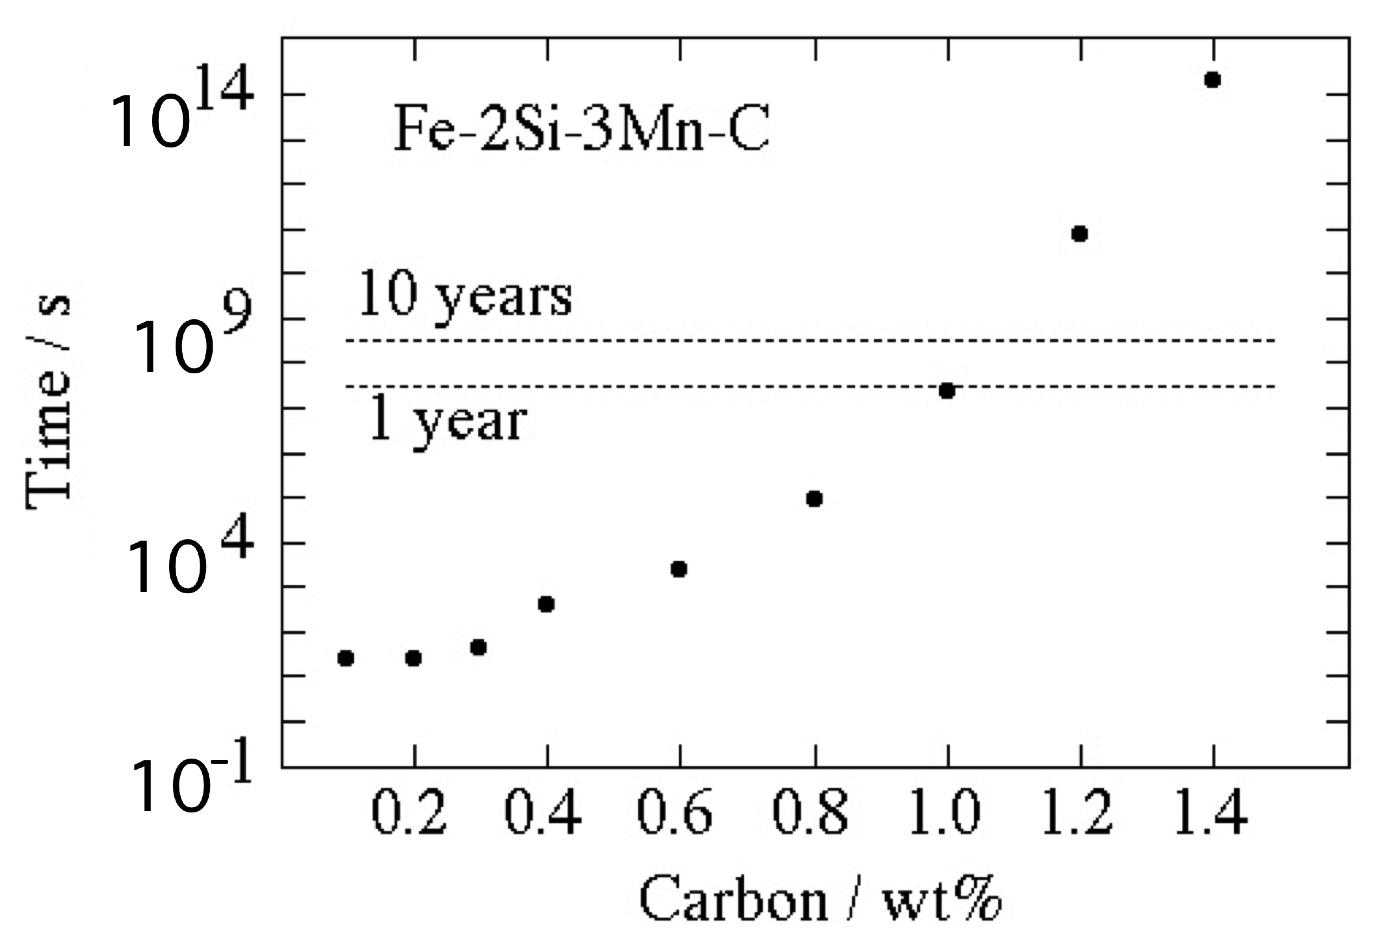 10^14
Fe-2Si-3Mn-C
10 years
10^9
1 year
Time / s
10^4
10^-1
0.2 0.4 0.6 0.8 1.0 1.2 1.4
Carbon / wt%